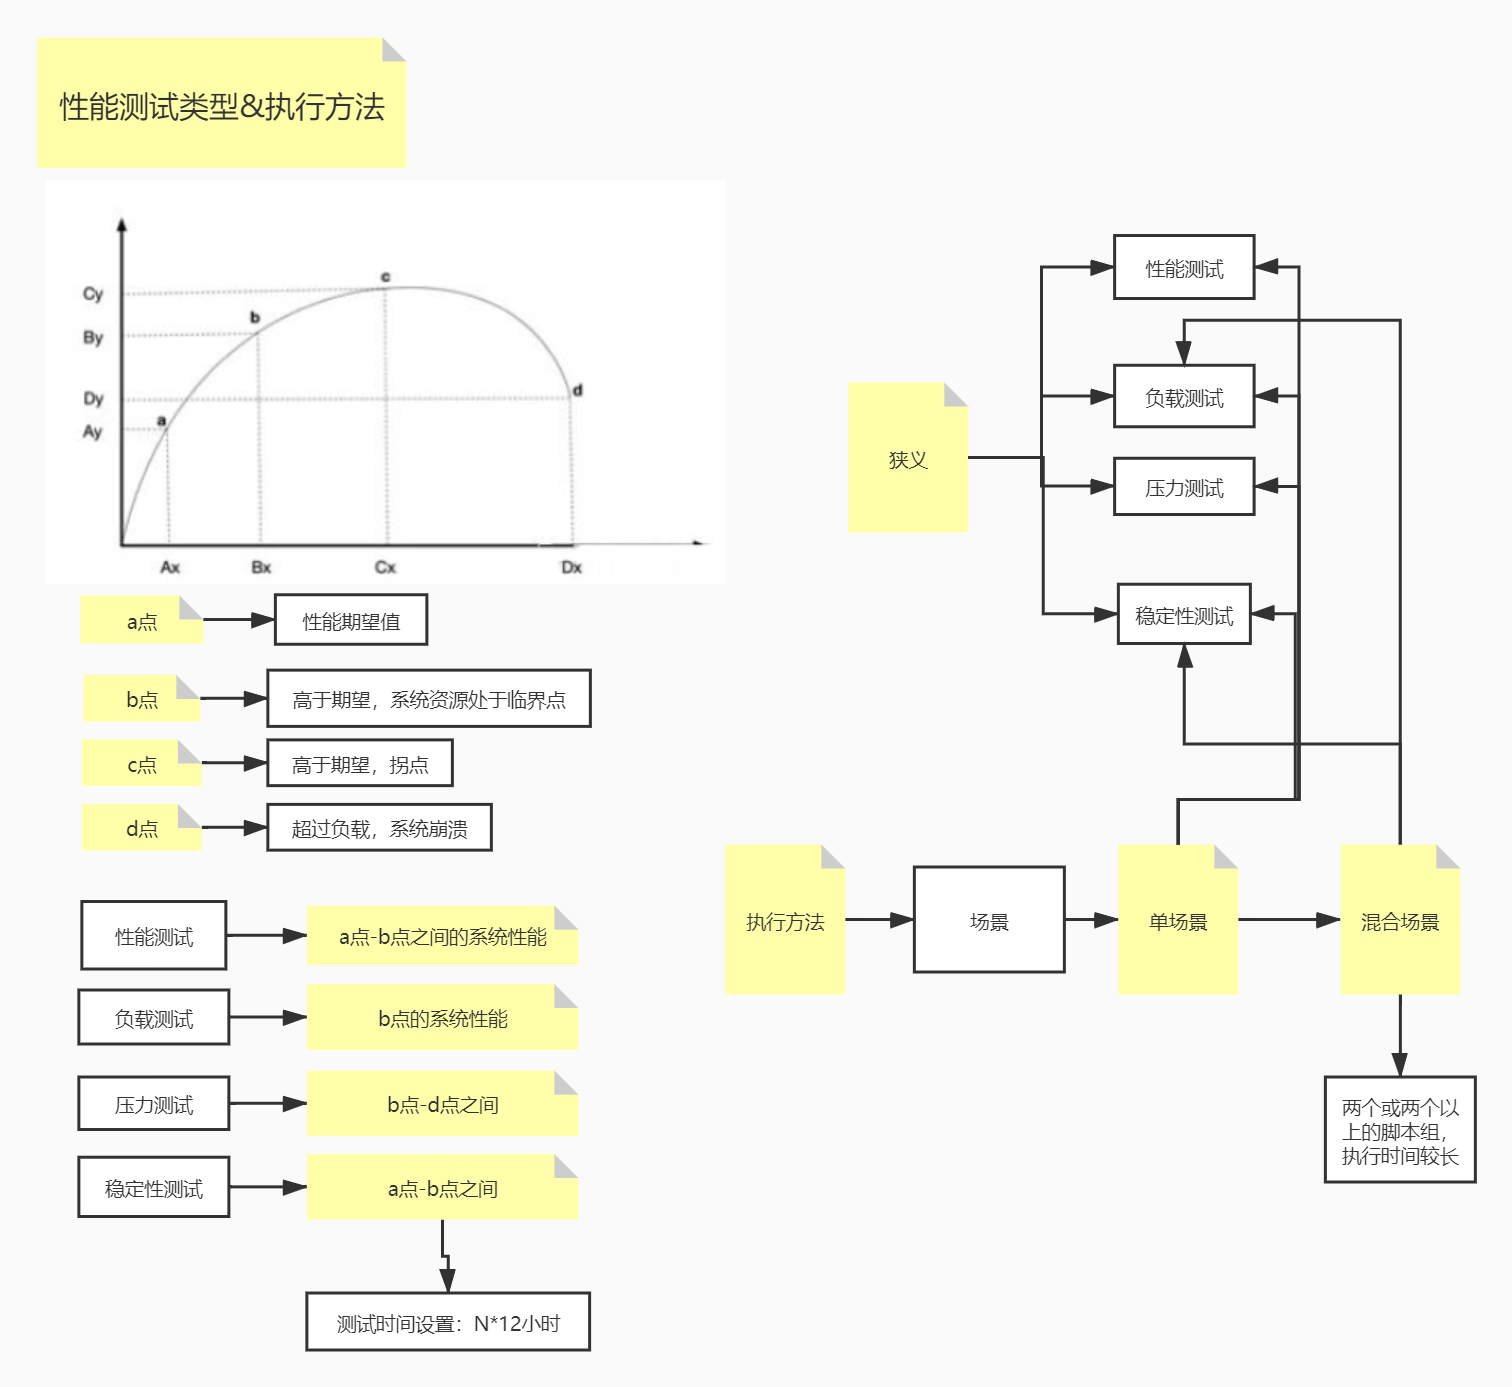 性能测试类型&执行方法
Cy
By
Dy
Ay
a
b
c
d
Ax
Bx
Cx
Dx
a点
性能期望值
b点
高于期望，系统资源处于临界点
c点
高于期望，拐点
d点
超过负载，系统崩溃
性能测试
a点-b点之间的系统性能
负载测试
b点的系统性能
压力测试
b点-d点之间
稳定性测试
a点-b点之间
测试时间设置：N*12小时
狭义
性能测试
负载测试
压力测试
稳定性测试
执行方法
场景
单场景
混合场景
两个或两个以
上的脚本组，
执行时间较长